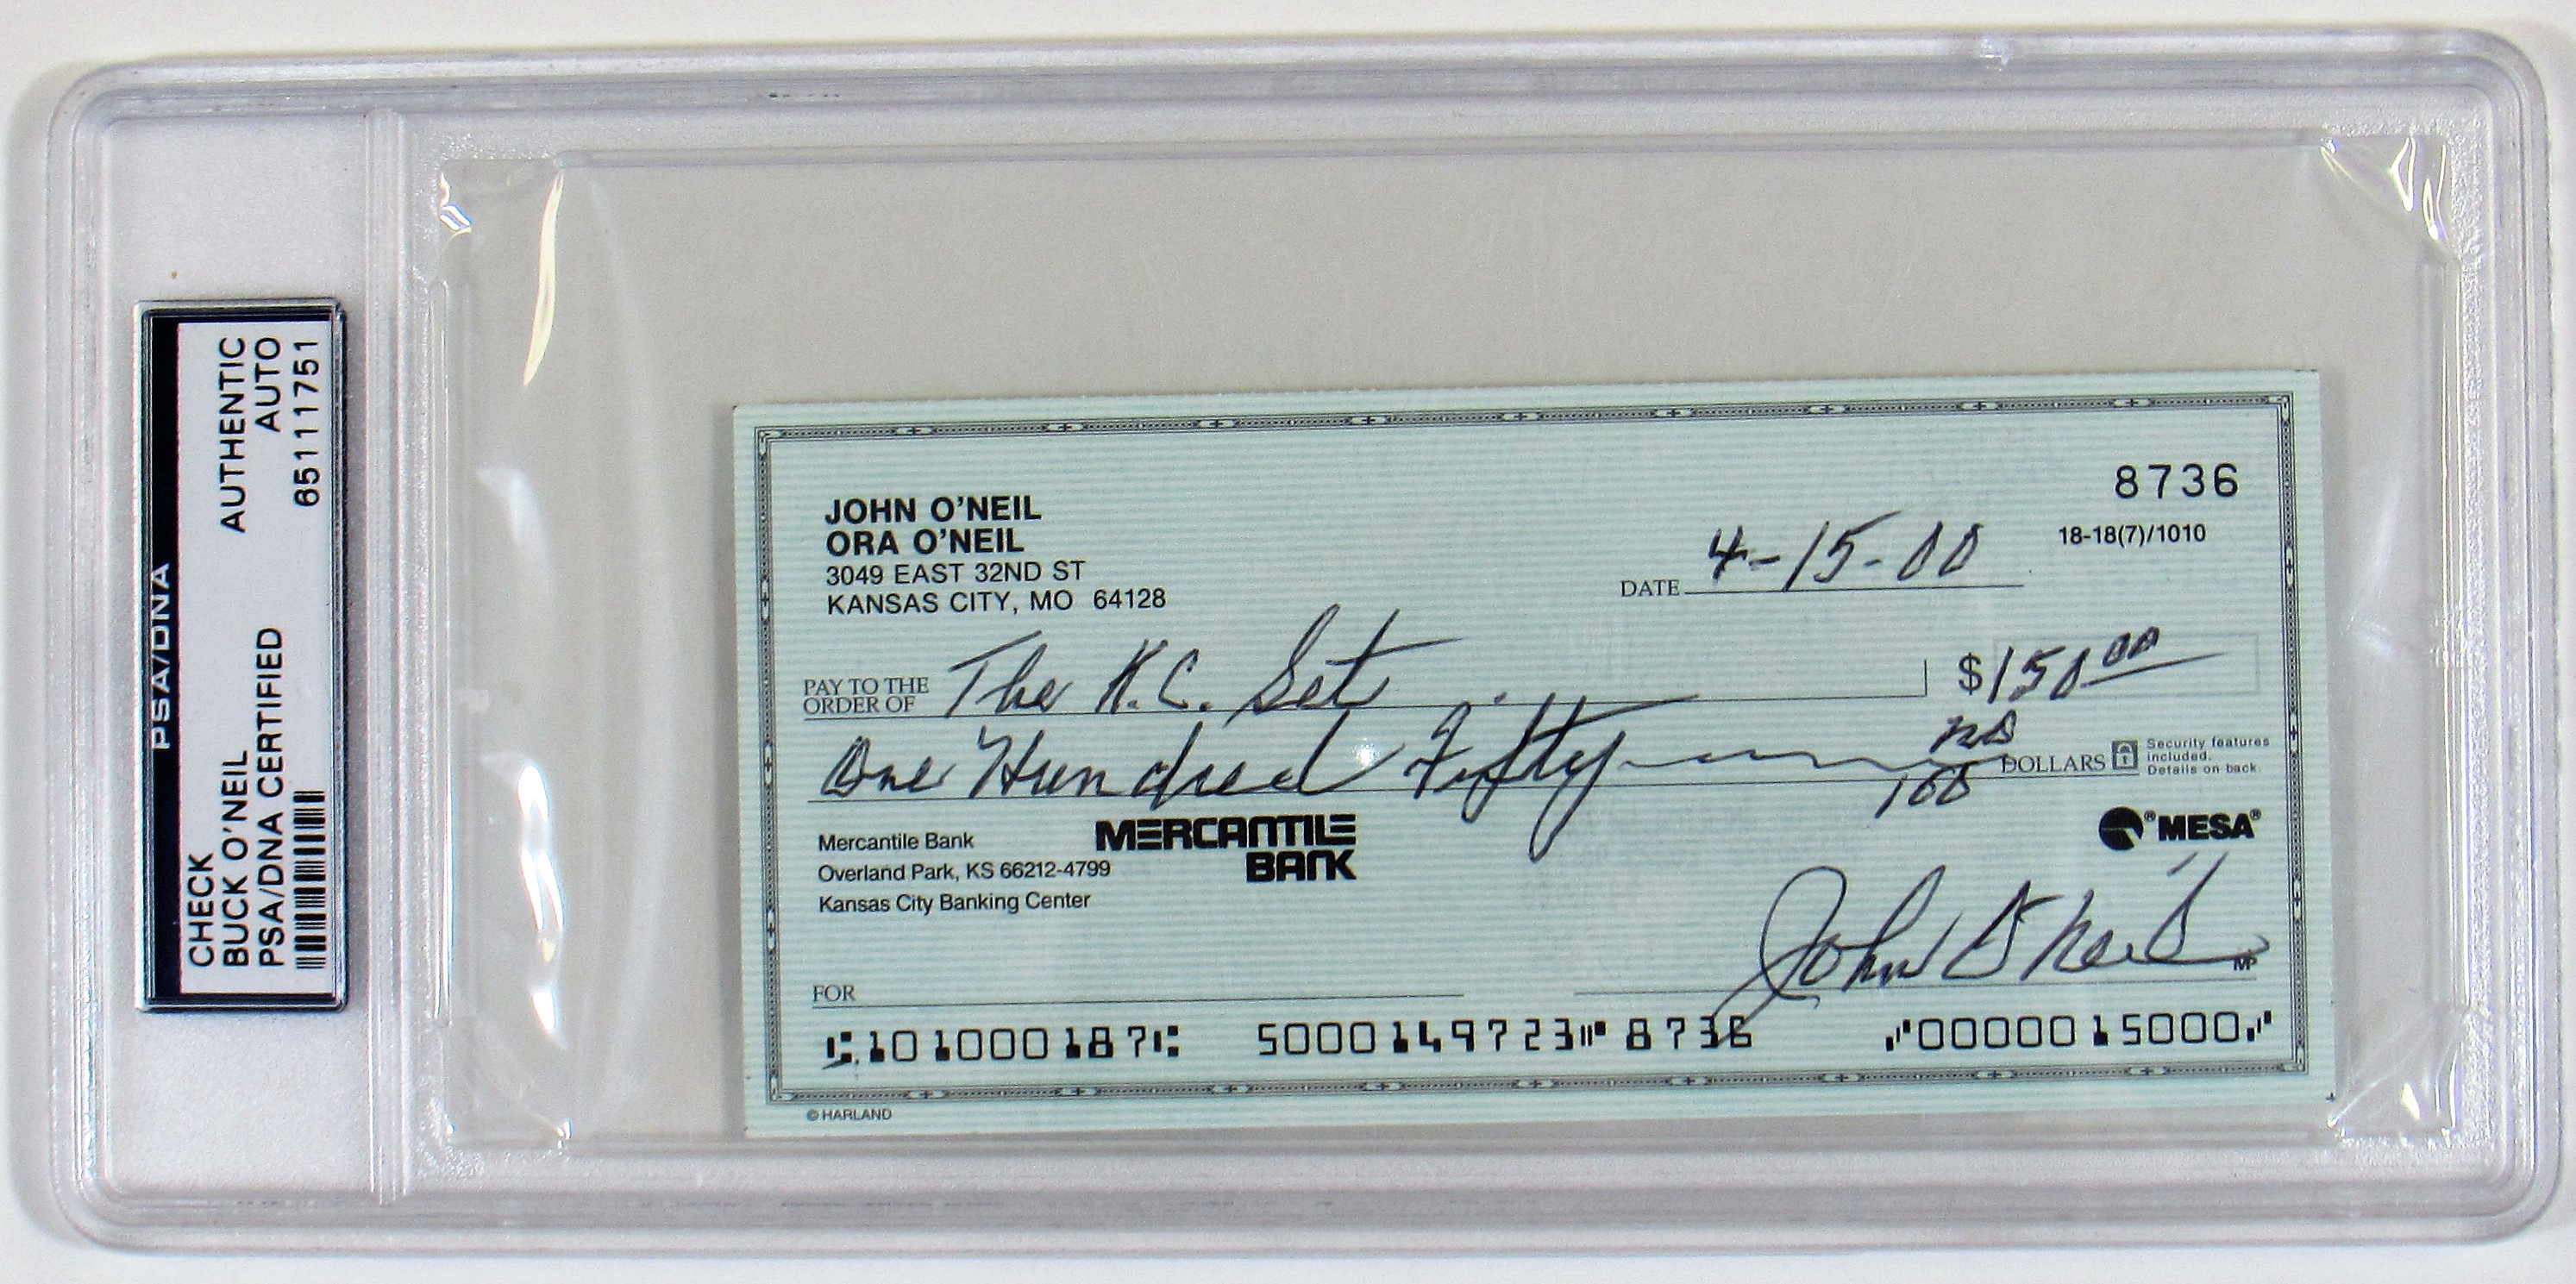 PSA/DNA
CHECK AUTHENTIC
BUCK O'NEIL AUTO
PSA/DNA CERTIFIED 65111751
8736
JOHN O'NEIL
ORA O'NEIL
3049 EAST 32ND ST
KANSAS CITY, MO 64128
18-18(7)/1010
DATE 4-15-00
PAY TO THE ORDER OF The K.C. Set $150 00
One Hundred Fifty no/100 DOLLARS
Security features
included.
Details on back.
Mercantile Bank
Overland Park, KS 66212-4799
Kansas City Banking Center
MERCANTILE
BANK
MESA
John O'Neil
MP
FOR
⑆101000187⑆ 5000149723⑈ 8736 ⑇0000015000⑇
© HARLAND